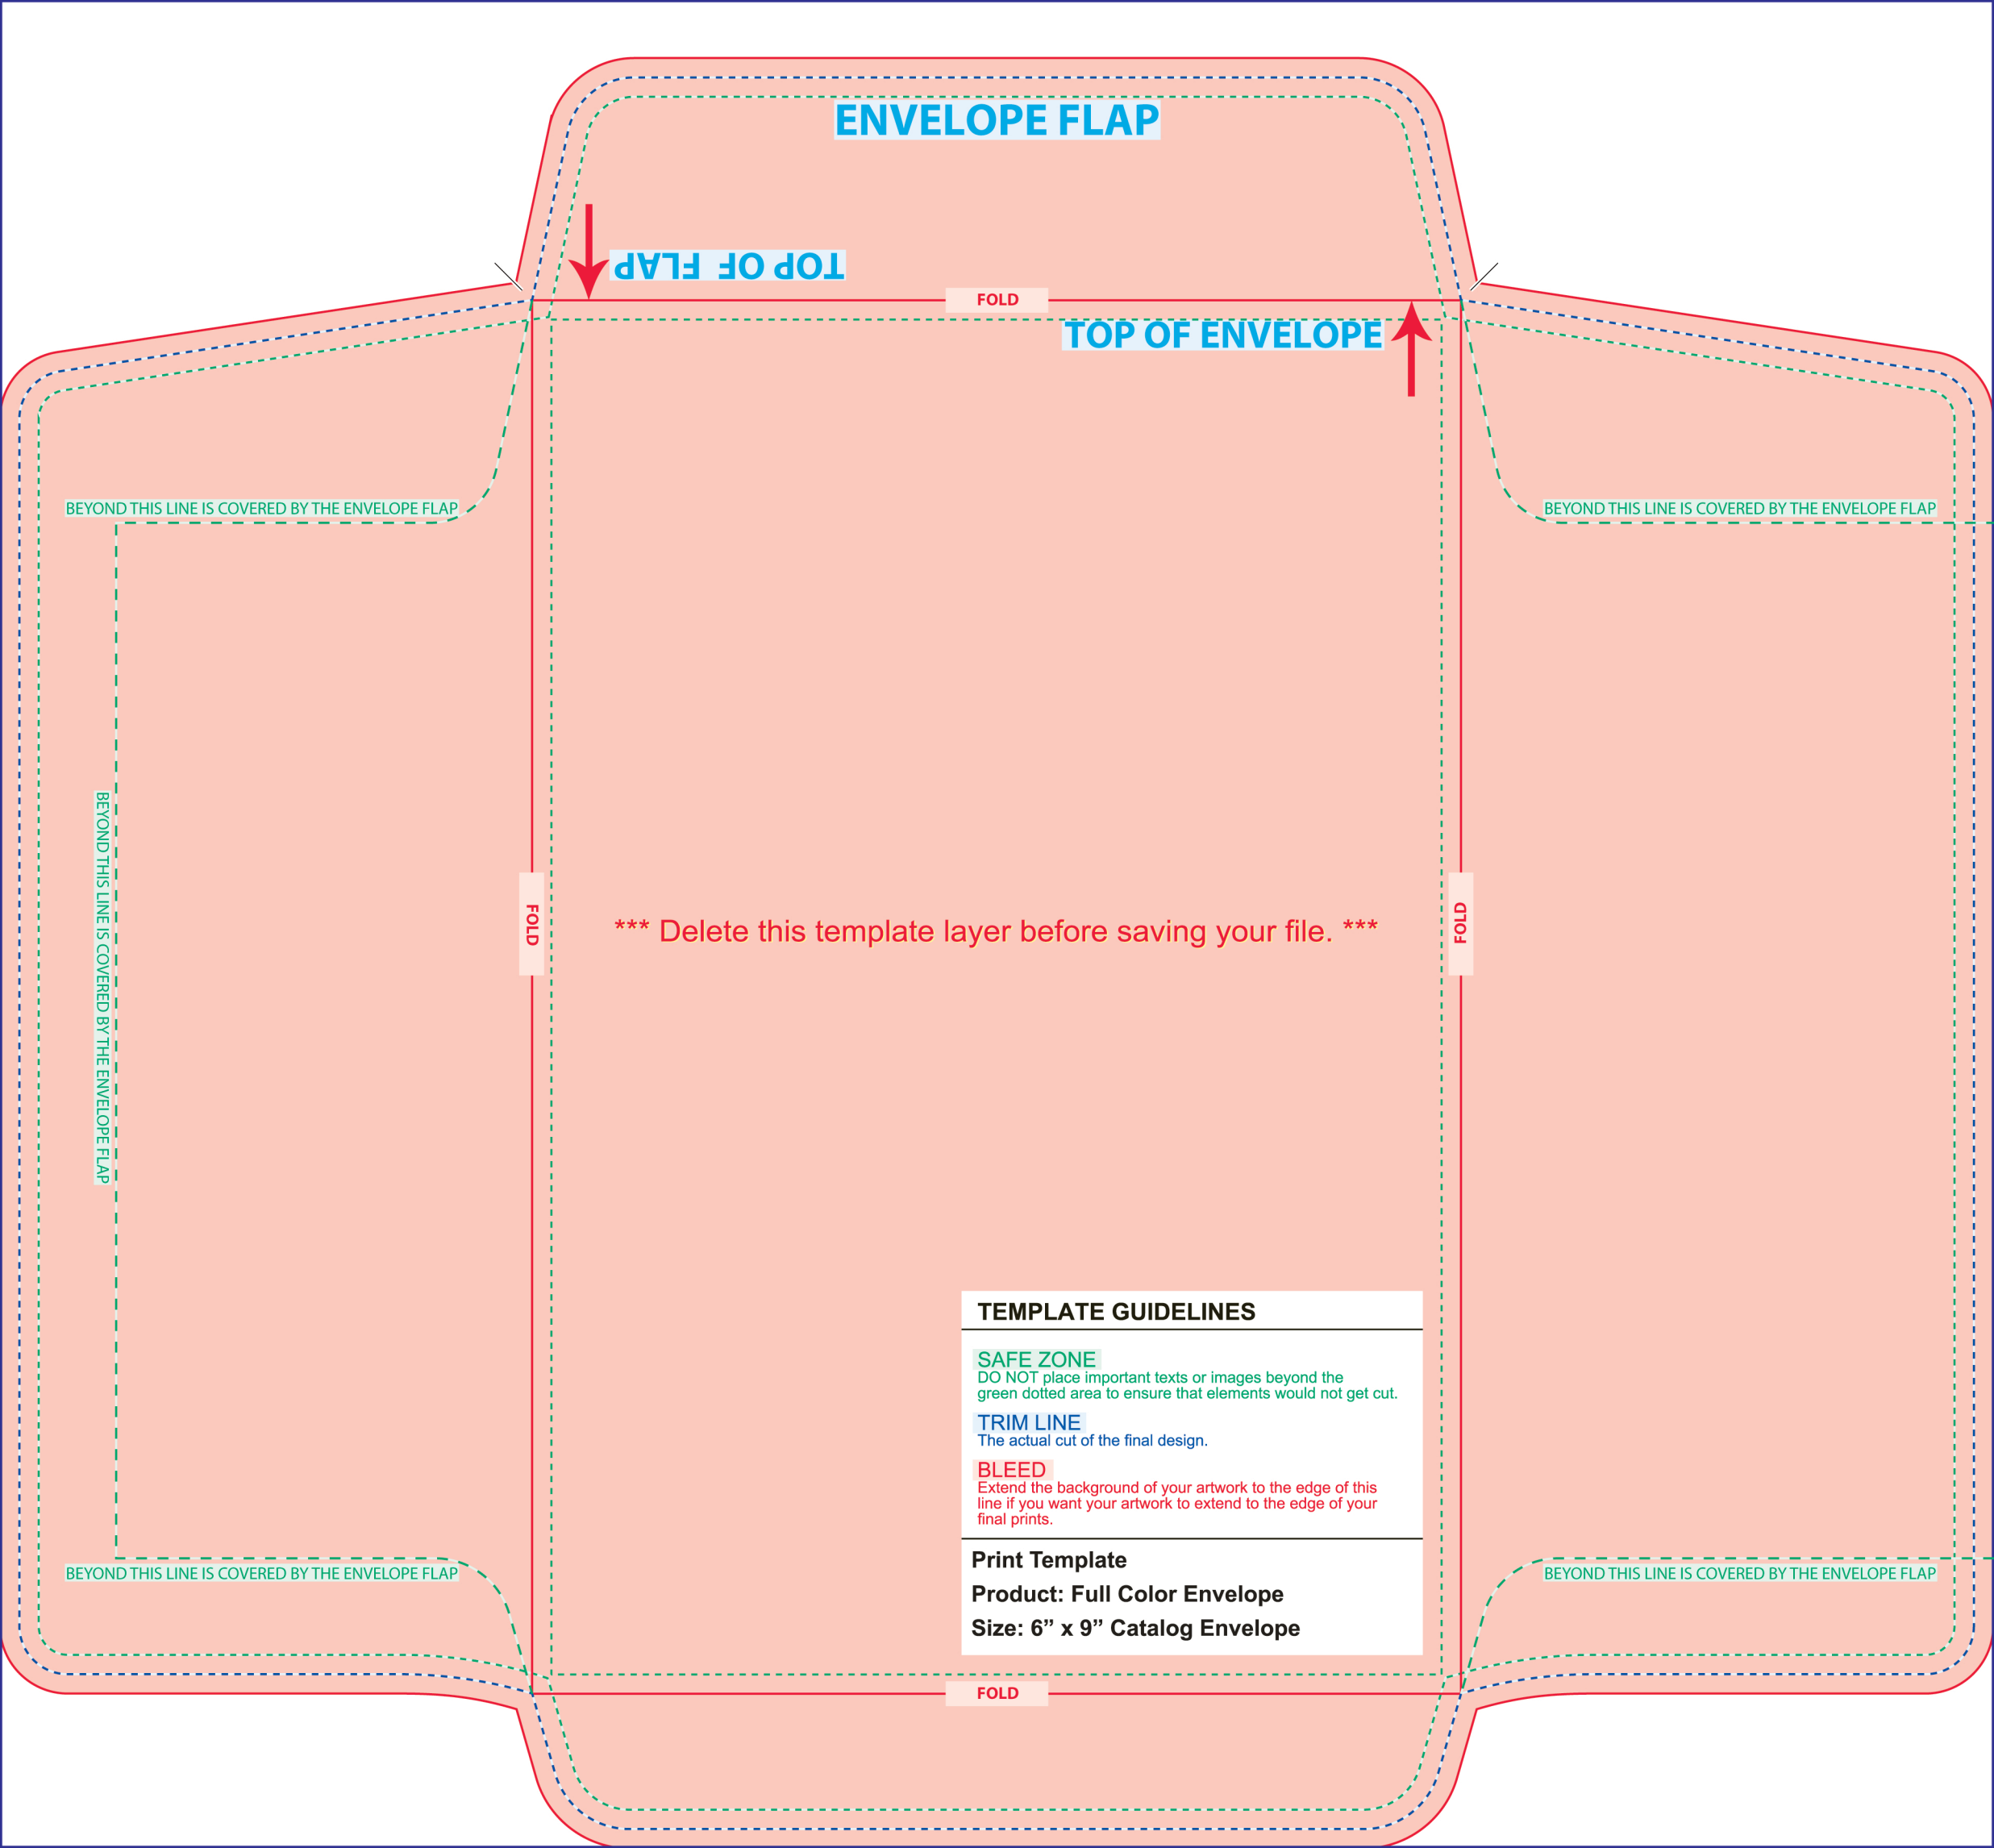 ENVELOPE FLAP
TOP OF FLAP
FOLD
TOP OF ENVELOPE
BEYOND THIS LINE IS COVERED BY THE ENVELOPE FLAP
BEYOND THIS LINE IS COVERED BY THE ENVELOPE FLAP
BEYOND THIS LINE IS COVERED BY THE ENVELOPE FLAP
FOLD
*** Delete this template layer before saving your file. ***
FOLD
TEMPLATE GUIDELINES
SAFE ZONE
DO NOT place important texts or images beyond the
green dotted area to ensure that elements would not get cut.
TRIM LINE
The actual cut of the final design.
BLEED
Extend the background of your artwork to the edge of this
line if you want your artwork to extend to the edge of your
final prints.
Print Template
Product: Full Color Envelope
Size: 6” x 9” Catalog Envelope
BEYOND THIS LINE IS COVERED BY THE ENVELOPE FLAP
BEYOND THIS LINE IS COVERED BY THE ENVELOPE FLAP
FOLD